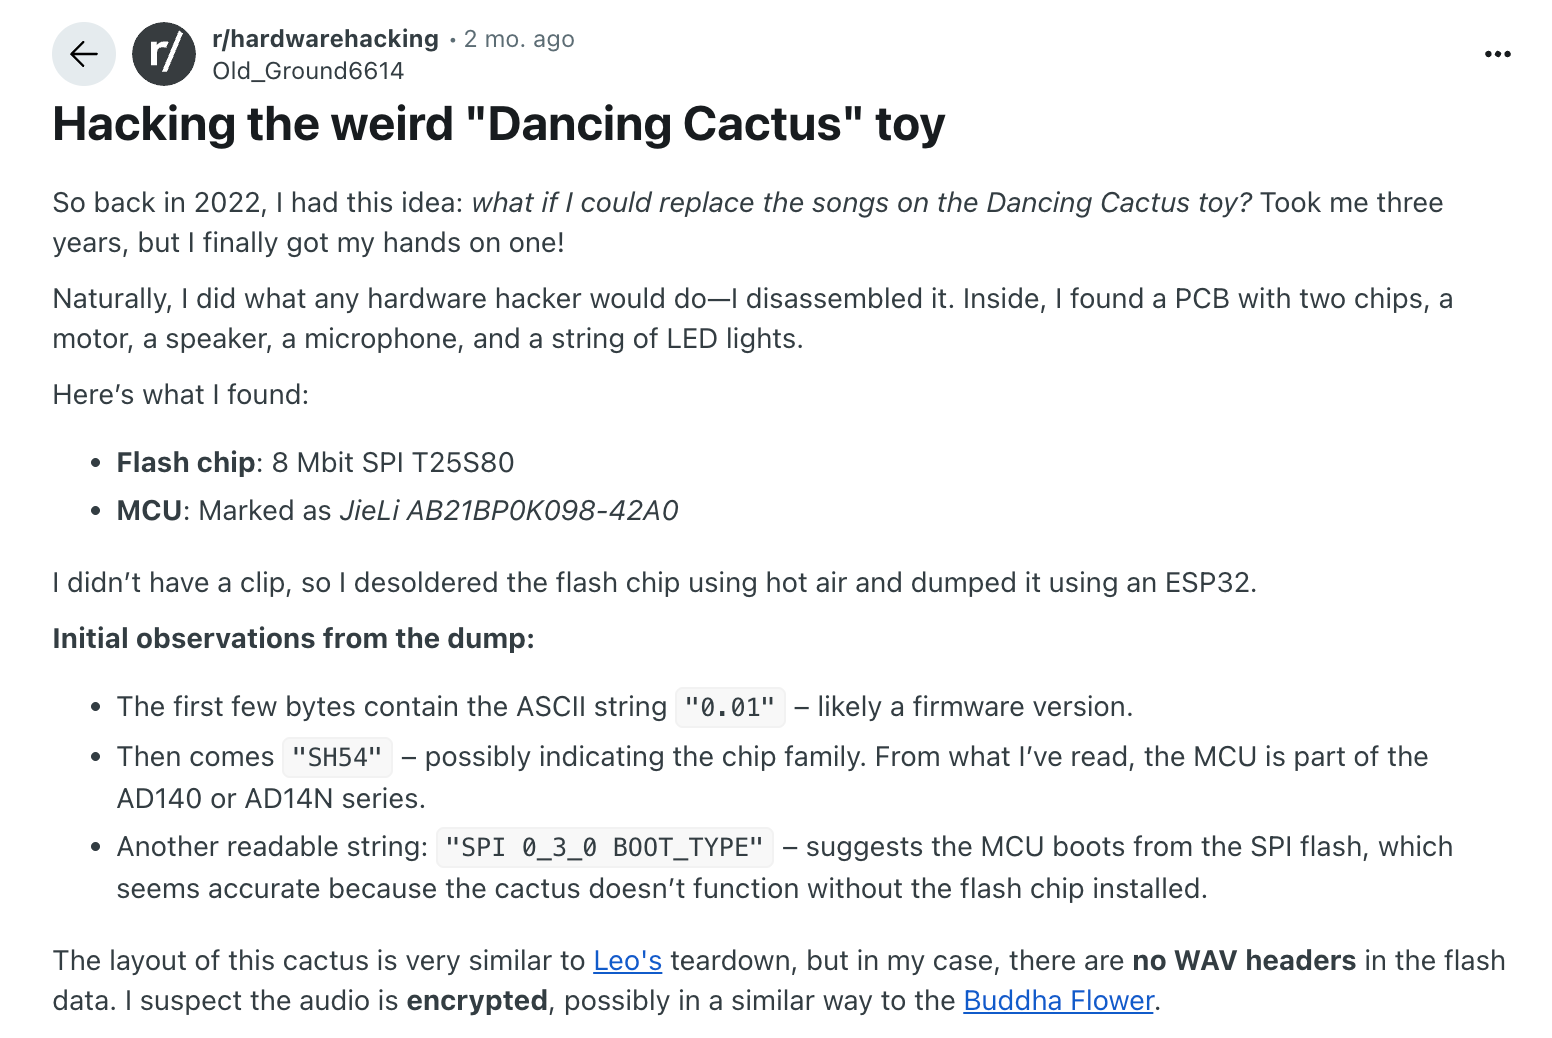 r/hardwarehacking • 2 mo. ago
Old_Ground6614
Hacking the weird "Dancing Cactus" toy
So back in 2022, I had this idea: what if I could replace the songs on the Dancing Cactus toy? Took me three
years, but I finally got my hands on one!
Naturally, I did what any hardware hacker would do—I disassembled it. Inside, I found a PCB with two chips, a
motor, a speaker, a microphone, and a string of LED lights.
Here’s what I found:
• Flash chip: 8 Mbit SPI T25S80
• MCU: Marked as JieLi AB21BP0K098-42A0
I didn’t have a clip, so I desoldered the flash chip using hot air and dumped it using an ESP32.
Initial observations from the dump:
• The first few bytes contain the ASCII string "0.01" – likely a firmware version.
• Then comes "SH54" – possibly indicating the chip family. From what I’ve read, the MCU is part of the
AD140 or AD14N series.
• Another readable string: "SPI 0_3_0 BOOT_TYPE" – suggests the MCU boots from the SPI flash, which
seems accurate because the cactus doesn’t function without the flash chip installed.
The layout of this cactus is very similar to Leo's teardown, but in my case, there are no WAV headers in the flash
data. I suspect the audio is encrypted, possibly in a similar way to the Buddha Flower.